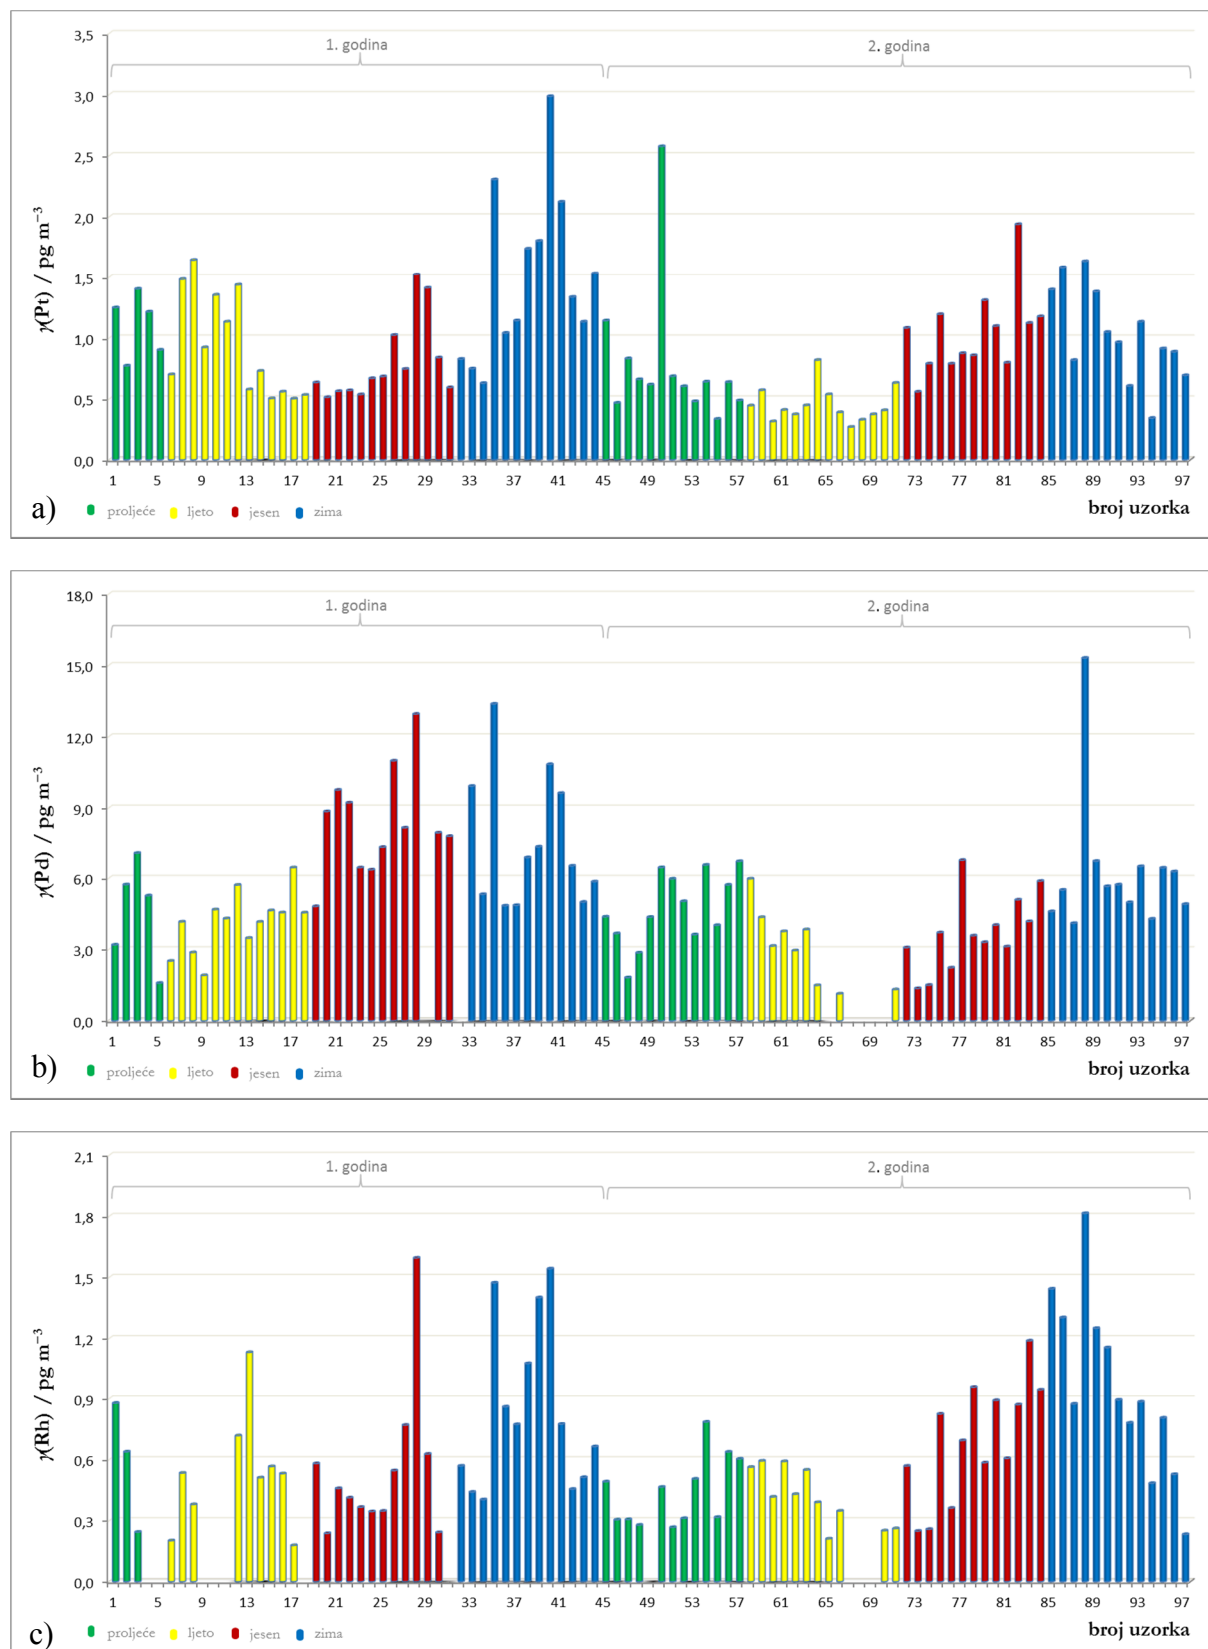 3,5
1. godina
2. godina
3,0
2,5
2,0
γ(Pt) / pg m⁻³
1,5
1,0
0,5
0,0
1 5 9 13 17 21 25 29 33 37 41 45 49 53 57 61 65 69 73 77 81 85 89 93 97
a)
proljeće ljeto jesen zima
broj uzorka
18,0
1. godina
2. godina
15,0
12,0
γ(Pd) / pg m⁻³
9,0
6,0
3,0
0,0
1 5 9 13 17 21 25 29 33 37 41 45 49 53 57 61 65 69 73 77 81 85 89 93 97
b)
proljeće ljeto jesen zima
broj uzorka
2,1
1. godina
2. godina
1,8
1,5
1,2
γ(Rh) / pg m⁻³
0,9
0,6
0,3
0,0
1 5 9 13 17 21 25 29 33 37 41 45 49 53 57 61 65 69 73 77 81 85 89 93 97
c)
proljeće ljeto jesen zima
broj uzorka